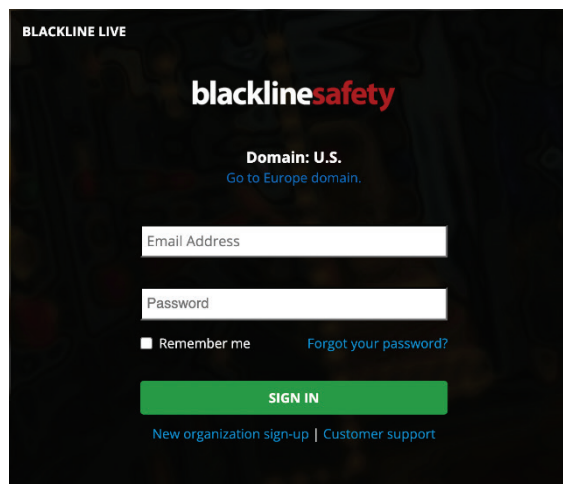 BLACKLINE LIVE
blacklinesafety
Domain: U.S.
Go to Europe domain.
Email Address
Password
Remember me Forgot your password?
SIGN IN
New organization sign-up | Customer support